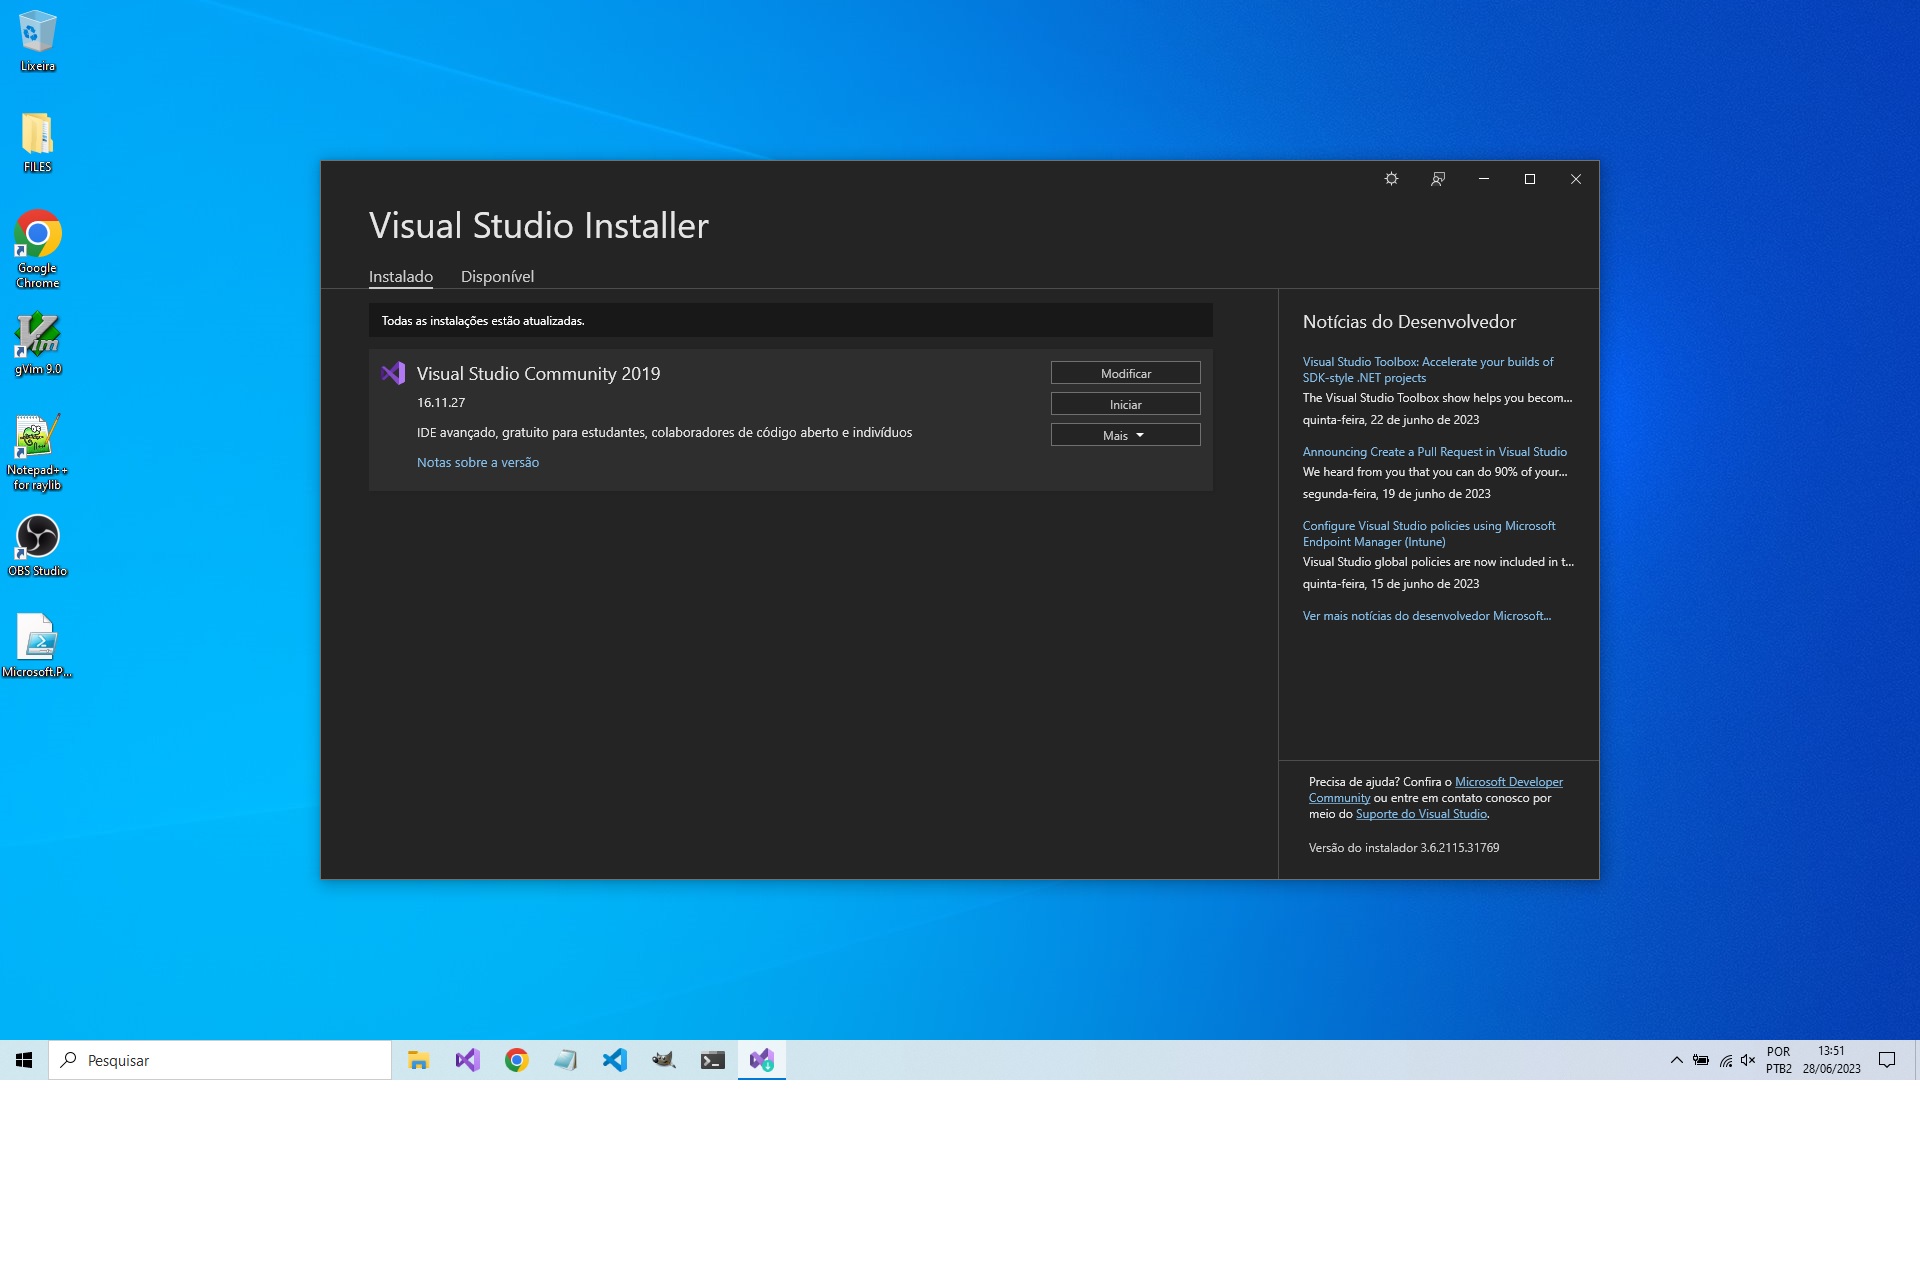 Lixeira
FILES
Google
Chrome
gVim 9.0
Notepad++
for raylib
OBS Studio
Microsoft.P...
Visual Studio Installer
Instalado
Disponível
Todas as instalações estão atualizadas.
Visual Studio Community 2019
16.11.27
IDE avançado, gratuito para estudantes, colaboradores de código aberto e indivíduos
Notas sobre a versão
Modificar
Iniciar
Mais
Notícias do Desenvolvedor
Visual Studio Toolbox: Accelerate your builds of
SDK-style .NET projects
The Visual Studio Toolbox show helps you becom...
quinta-feira, 22 de junho de 2023
Announcing Create a Pull Request in Visual Studio
We heard from you that you can do 90% of your...
segunda-feira, 19 de junho de 2023
Configure Visual Studio policies using Microsoft
Endpoint Manager (Intune)
Visual Studio global policies are now included in t...
quinta-feira, 15 de junho de 2023
Ver mais notícias do desenvolvedor Microsoft...
Precisa de ajuda? Confira o Microsoft Developer
Community ou entre em contato conosco por
meio do Suporte do Visual Studio.
Versão do instalador 3.6.2115.31769
Pesquisar
POR
PTB2
13:51
28/06/2023